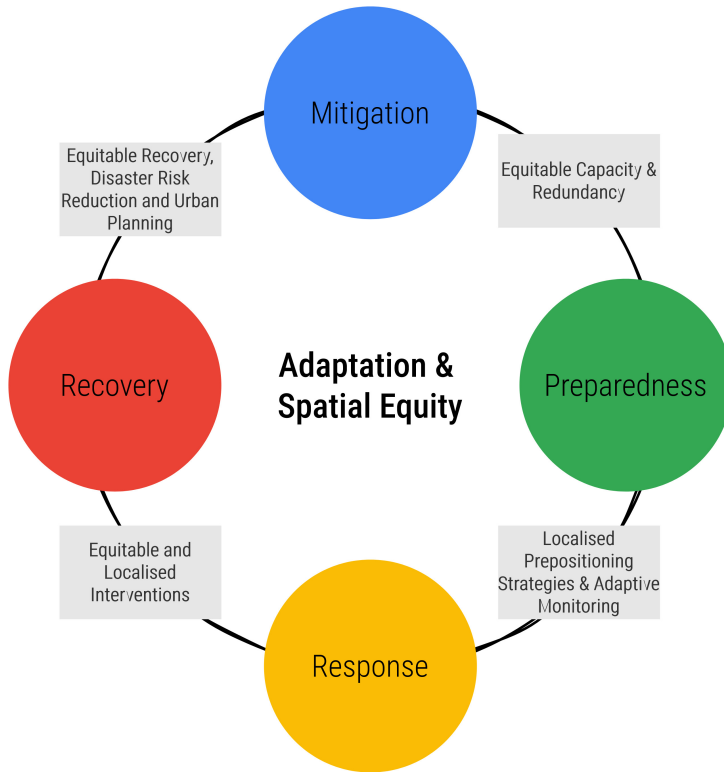 Mitigation
Equitable Recovery,
Disaster Risk
Reduction and Urban
Planning
Equitable Capacity &
Redundancy
Recovery
Adaptation &
Spatial Equity
Preparedness
Equitable and
Localised
Interventions
Localised
Prepositioning
Strategies & Adaptive
Monitoring
Response